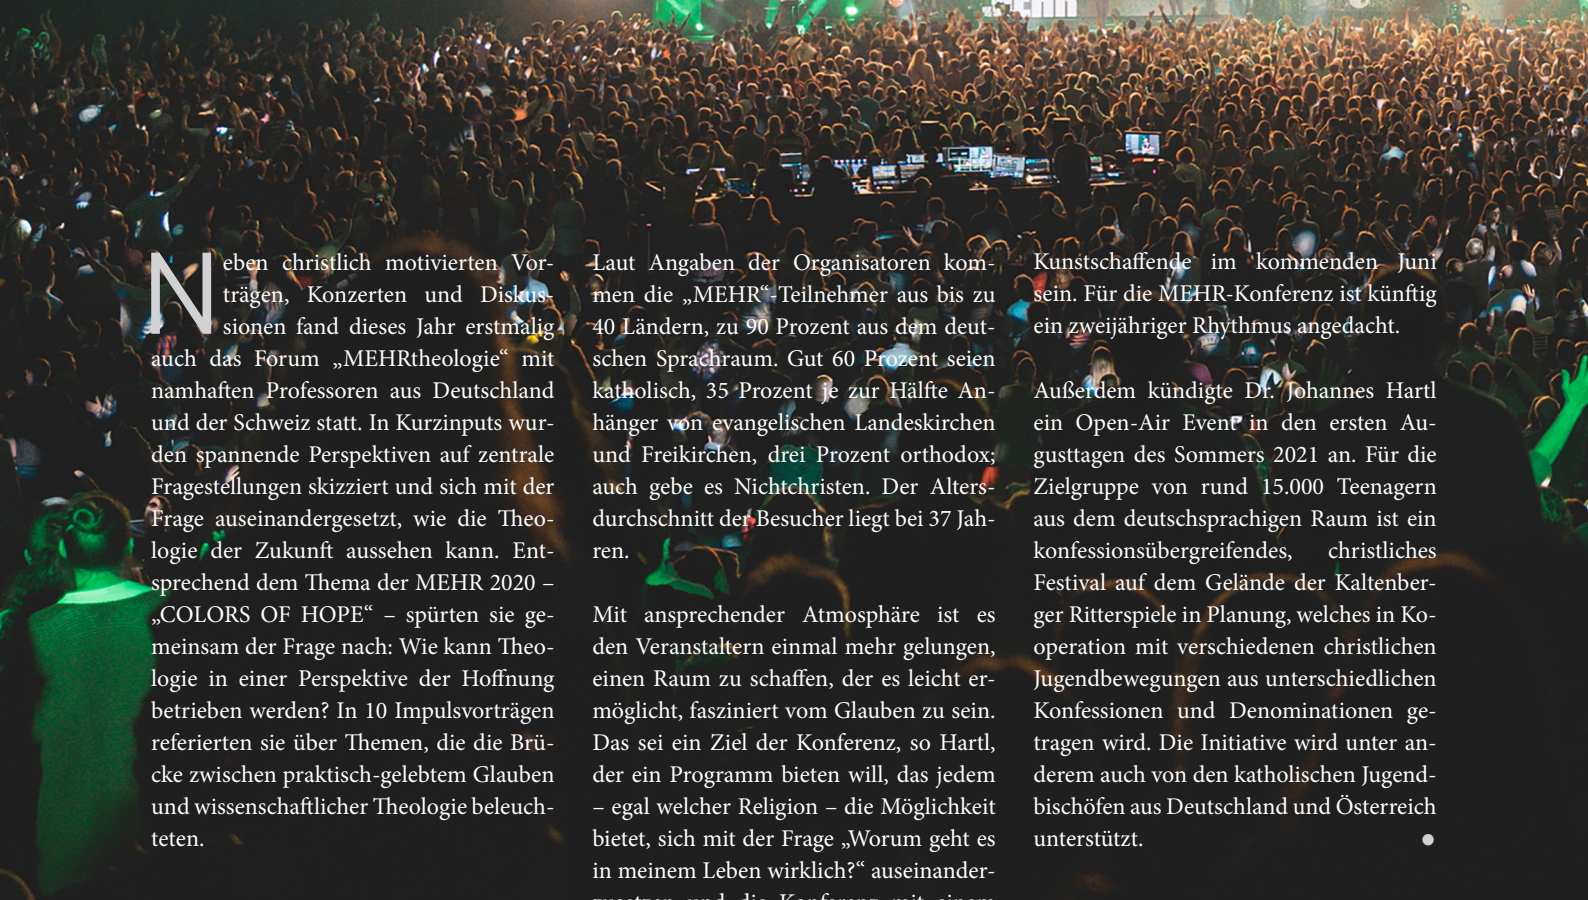 Neben christlich motivierten Vor-
trägen, Konzerten und Diskus-
sionen fand dieses Jahr erstmalig
auch das Forum „MEHRtheologie“ mit
namhaften Professoren aus Deutschland
und der Schweiz statt. In Kurzinputs wur-
den spannende Perspektiven auf zentrale
Fragestellungen skizziert und sich mit der
Frage auseinandergesetzt, wie die Theo-
logie der Zukunft aussehen kann. Ent-
sprechend dem Thema der MEHR 2020 –
„COLORS OF HOPE“ – spürten sie ge-
meinsam der Frage nach: Wie kann Theo-
logie in einer Perspektive der Hoffnung
betrieben werden? In 10 Impulsvorträgen
referierten sie über Themen, die die Brü-
cke zwischen praktisch-gelebtem Glauben
und wissenschaftlicher Theologie beleuch-
teten.
Laut Angaben der Organisatoren kom-
men die „MEHR“-Teilnehmer aus bis zu
40 Ländern, zu 90 Prozent aus dem deut-
schen Sprachraum. Gut 60 Prozent seien
katholisch, 35 Prozent je zur Hälfte An-
hänger von evangelischen Landeskirchen
und Freikirchen, drei Prozent orthodox;
auch gebe es Nichtchristen. Der Alters-
durchschnitt der Besucher liegt bei 37 Jah-
ren.
Mit ansprechender Atmosphäre ist es
den Veranstaltern einmal mehr gelungen,
einen Raum zu schaffen, der es leicht er-
möglicht, fasziniert vom Glauben zu sein.
Das sei ein Ziel der Konferenz, so Hartl,
der ein Programm bieten will, das jedem
– egal welcher Religion – die Möglichkeit
bietet, sich mit der Frage „Worum geht es
in meinem Leben wirklich?“ auseinander-
zusetzen und die Konferenz mit einem
Kunstschaffende im kommenden Juni
sein. Für die MEHR-Konferenz ist künftig
ein zweijähriger Rhythmus angedacht.
Außerdem kündigte Dr. Johannes Hartl
ein Open-Air Event in den ersten Au-
gusttagen des Sommers 2021 an. Für die
Zielgruppe von rund 15.000 Teenagern
aus dem deutschsprachigen Raum ist ein
konfessionsübergreifendes, christliches
Festival auf dem Gelände der Kaltenber-
ger Ritterspiele in Planung, welches in Ko-
operation mit verschiedenen christlichen
Jugendbewegungen aus unterschiedlichen
Konfessionen und Denominationen ge-
tragen wird. Die Initiative wird unter an-
derem auch von den katholischen Jugend-
bischöfen aus Deutschland und Österreich
unterstützt.